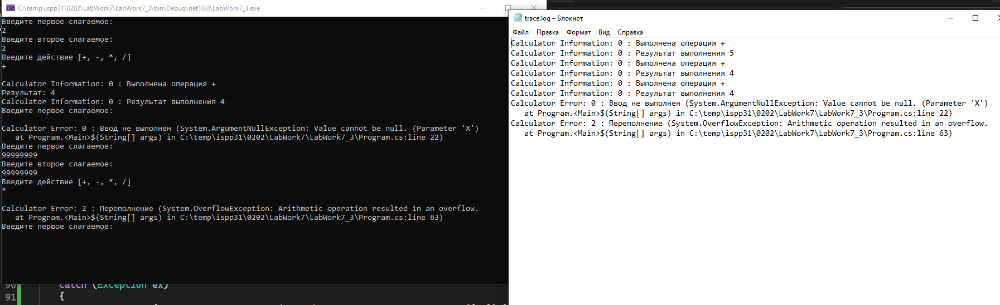 C:\temp\ispp31\0202\LabWork7\LabWork7_3\bin\Debug\net10.0\LabWork7_3.exe
Введите первое слагаемое:
2
Введите второе слагаемое:
2
Введите действие [+, -, *, /]
+
Calculator Information: 0 : Выполнена операция +
Результат: 4
Calculator Information: 0 : Результат выполнения 4
Введите первое слагаемое:
Calculator Error: 0 : Ввод не выполнен (System.ArgumentNullException: Value cannot be null. (Parameter 'X')
at Program.<Main>$(String[] args) in C:\temp\ispp31\0202\LabWork7\LabWork7_3\Program.cs:line 22)
Введите первое слагаемое:
99999999
Введите второе слагаемое:
99999999
Введите действие [+, -, *, /]
*
Calculator Error: 2 : Переполнение (System.OverflowException: Arithmetic operation resulted in an overflow.
at Program.<Main>$(String[] args) in C:\temp\ispp31\0202\LabWork7\LabWork7_3\Program.cs:line 63)
Введите первое слагаемое:
90 catch (Exception ex)
91 {
trace.log – Блокнот
Файл Правка Формат Вид Справка
Calculator Information: 0 : Выполнена операция +
Calculator Information: 0 : Результат выполнения 5
Calculator Information: 0 : Выполнена операция +
Calculator Information: 0 : Результат выполнения 4
Calculator Information: 0 : Выполнена операция +
Calculator Information: 0 : Результат выполнения 4
Calculator Error: 0 : Ввод не выполнен (System.ArgumentNullException: Value cannot be null. (Parameter 'X')
at Program.<Main>$(String[] args) in C:\temp\ispp31\0202\LabWork7\LabWork7_3\Program.cs:line 22)
Calculator Error: 2 : Переполнение (System.OverflowException: Arithmetic operation resulted in an overflow.
at Program.<Main>$(String[] args) in C:\temp\ispp31\0202\LabWork7\LabWork7_3\Program.cs:line 63)